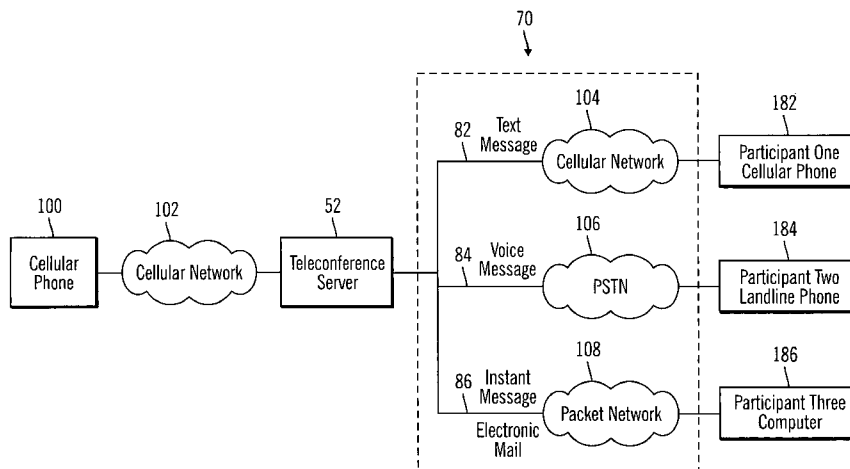 70
82
Text
Message
104
Cellular Network
182
Participant One
Cellular Phone
100
Cellular
Phone
102
Cellular Network
52
Teleconference
Server
84
Voice
Message
106
PSTN
184
Participant Two
Landline Phone
86
Instant
Message
Electronic
Mail
108
Packet Network
186
Participant Three
Computer